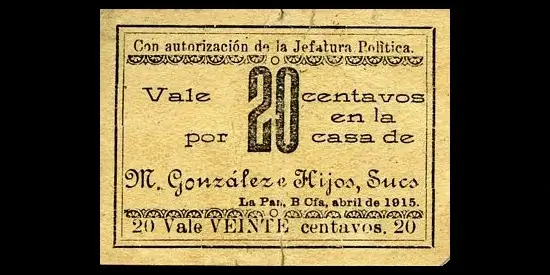 Con autorización de la Jefatura Política.
Vale 20 centavos
en la
por casa de
M. González e Hijos, Sucs
La Paz, B Cfa, abril de 1915.
20 Vale VEINTE centavos. 20